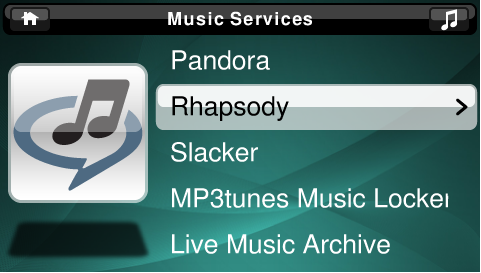 Music Services
Pandora
Rhapsody
Slacker
MP3tunes Music Locker
Live Music Archive